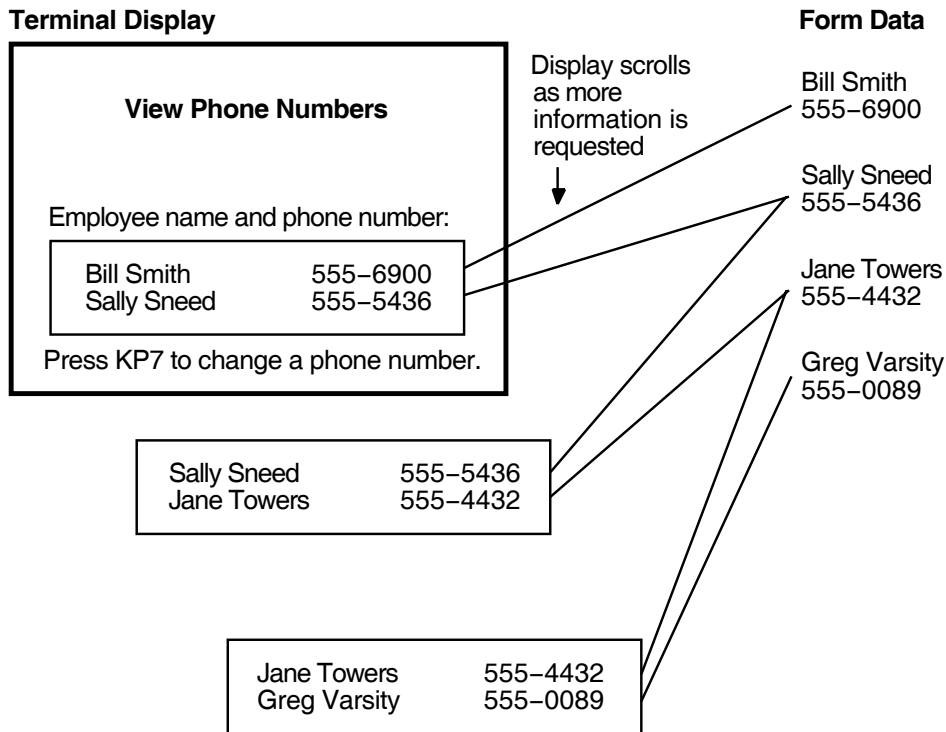 Terminal Display
View Phone Numbers
Employee name and phone number:
Bill Smith 555–6900
Sally Sneed 555–5436
Press KP7 to change a phone number.
Display scrolls
as more
information is
requested
Form Data
Bill Smith
555–6900
Sally Sneed
555–5436
Jane Towers
555–4432
Greg Varsity
555–0089
Sally Sneed 555–5436
Jane Towers 555–4432
Jane Towers 555–4432
Greg Varsity 555–0089